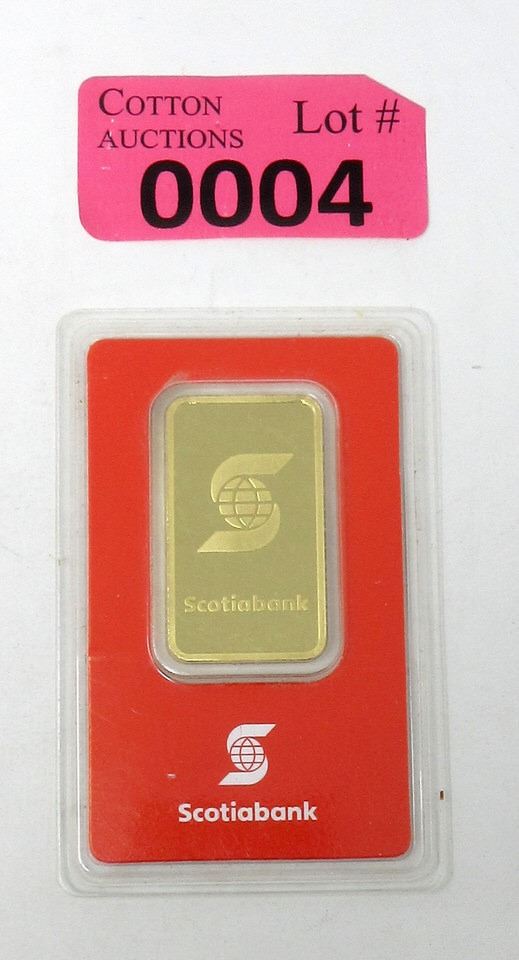 COTTON
AUCTIONS
Lot #
0004
Scotiabank
Scotiabank